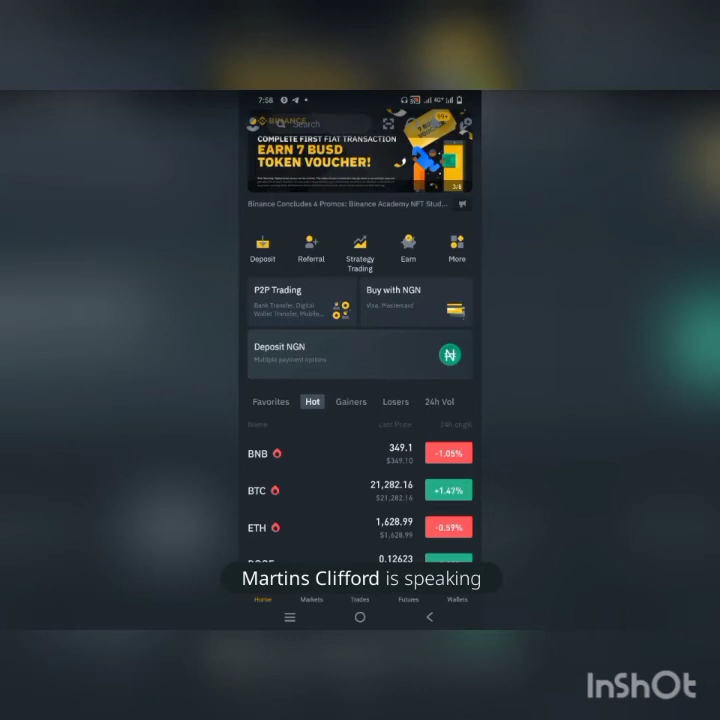 7:58
4G+
BINANCE
Search
99+
COMPLETE FIRST FIAT TRANSACTION
EARN 7 BUSD
TOKEN VOUCHER!
3/8
Binance Concludes 4 Promos: Binance Academy NFT Stud...
Deposit
Referral
Strategy
Trading
Earn
More
P2P Trading
Bank Transfer, Digital
Wallet Transfer, Mobile...
Buy with NGN
Visa, Mastercard
Deposit NGN
Multiple payment options
Favorites Hot Gainers Losers 24h Vol
Name Last Price 24h chg%
BNB 349.1 -1.05%
$349.10
BTC 21,282.16 +1.47%
$21,282.16
ETH 1,628.99 -0.59%
$1,628.99
0.12623
Martins Clifford is speaking
Home Markets Trades Futures Wallets
InShOt